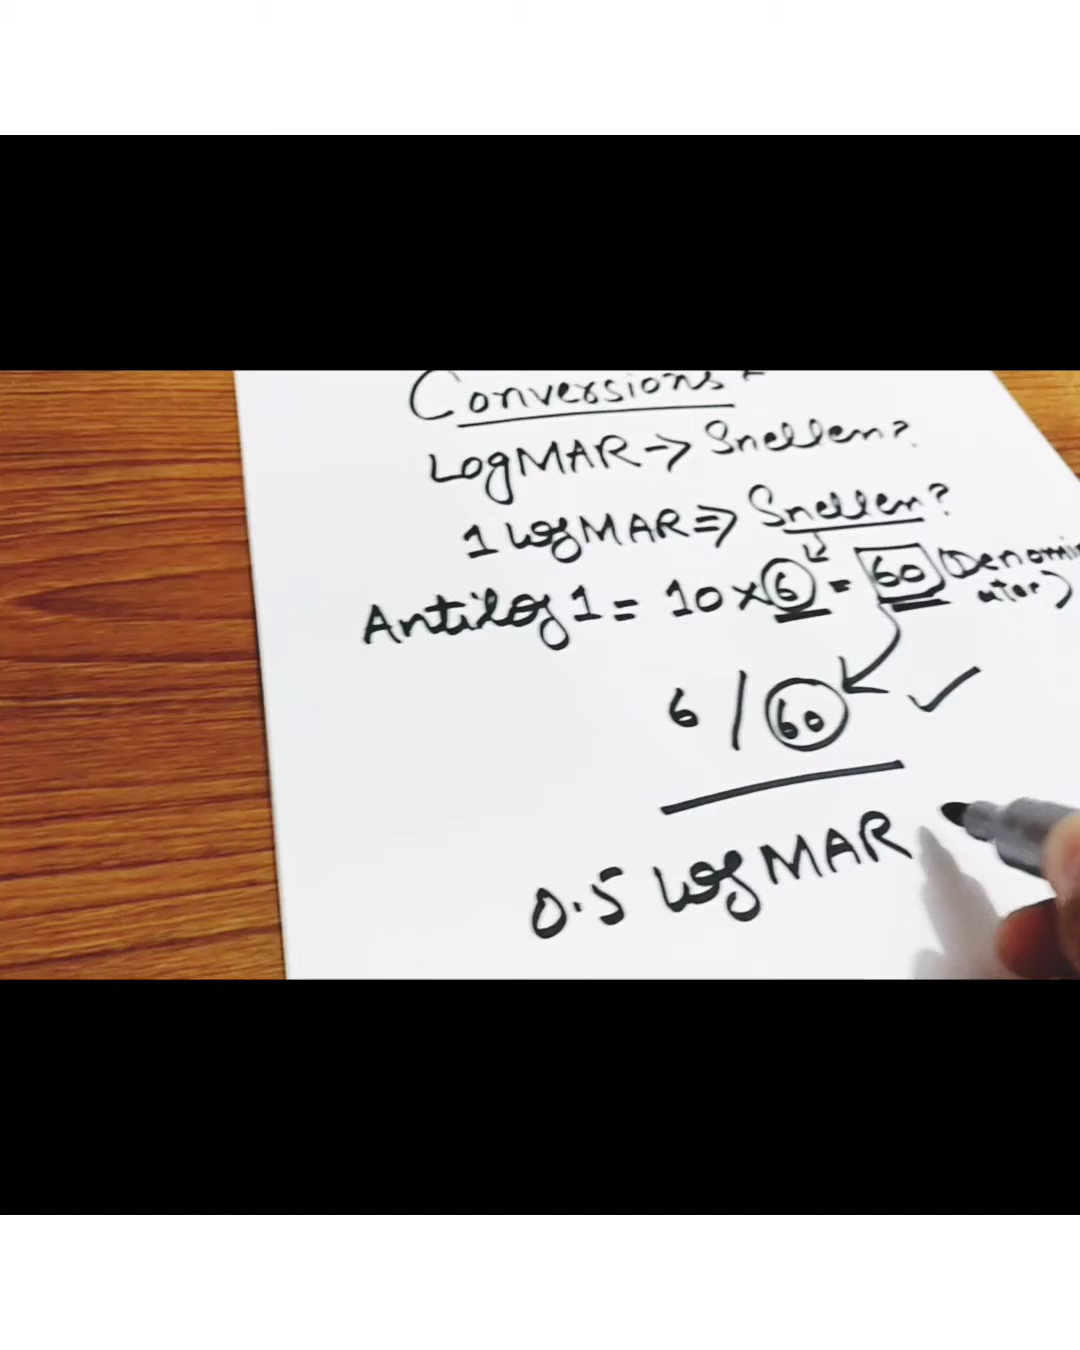 Conversions
LogMAR → Snellen?
1 LogMAR ⇒ Snellen?
Antilog 1 = 10 × 6 = 60 (Denomin
ator)
6 / 60 ✓
0.5 LogMAR